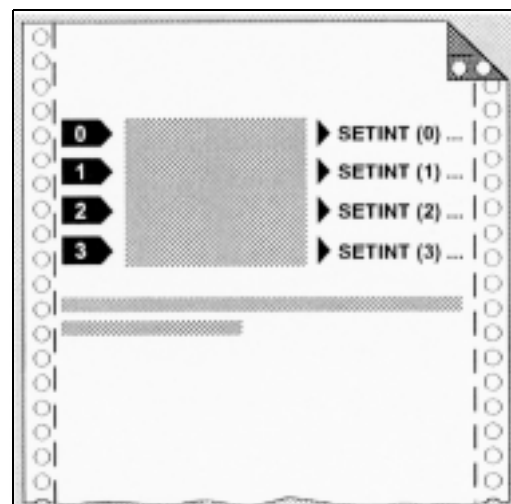 0 SETINT (0) ...
1 SETINT (1) ...
2 SETINT (2) ...
3 SETINT (3) ...